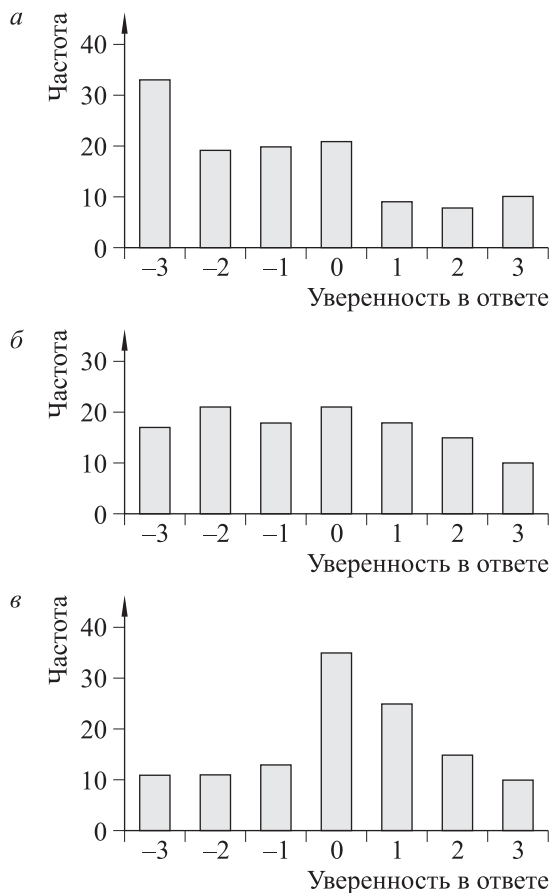 а
Частота
40
30
20
10
0
–3 –2 –1 0 1 2 3
Уверенность в ответе
б
Частота
30
20
10
0
–3 –2 –1 0 1 2 3
Уверенность в ответе
в
Частота
40
30
20
10
0
–3 –2 –1 0 1 2 3
Уверенность в ответе